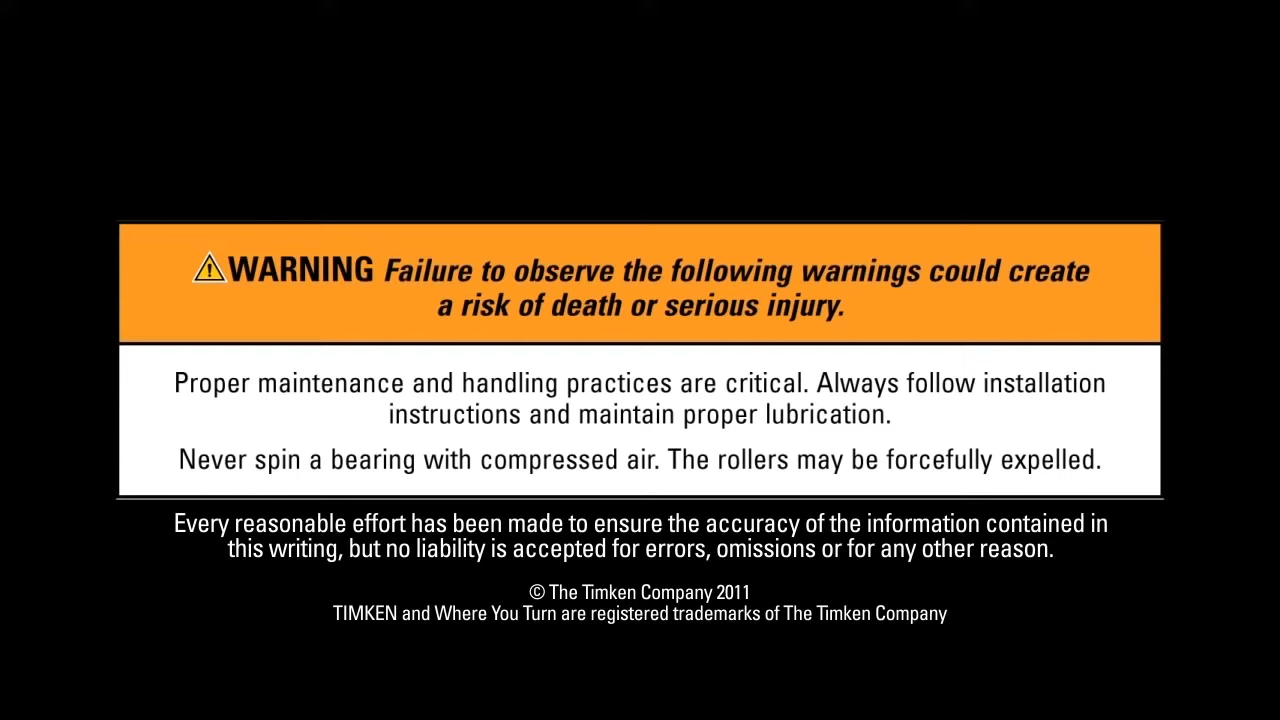 WARNING Failure to observe the following warnings could create
a risk of death or serious injury.
Proper maintenance and handling practices are critical. Always follow installation
instructions and maintain proper lubrication.
Never spin a bearing with compressed air. The rollers may be forcefully expelled.
Every reasonable effort has been made to ensure the accuracy of the information contained in
this writing, but no liability is accepted for errors, omissions or for any other reason.
© The Timken Company 2011
TIMKEN and Where You Turn are registered trademarks of The Timken Company